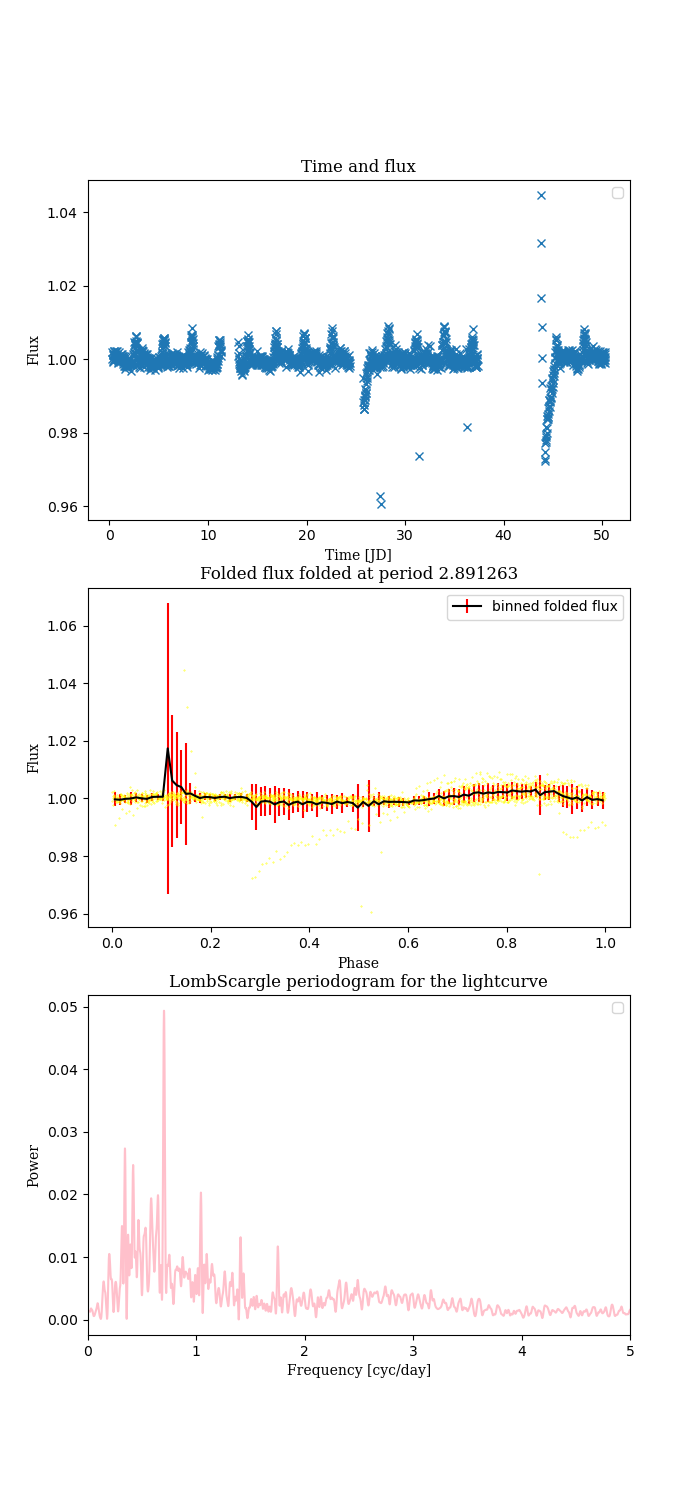 Time and flux
1.04
1.02
1.00
0.98
0.96
Flux
0 10 20 30 40 50
Time [JD]
Folded flux folded at period 2.891263
binned folded flux
1.06
1.04
1.02
1.00
0.98
0.96
Flux
0.0 0.2 0.4 0.6 0.8 1.0
Phase
LombScargle periodogram for the lightcurve
0.05
0.04
0.03
0.02
0.01
0.00
Power
0 1 2 3 4 5
Frequency [cyc/day]